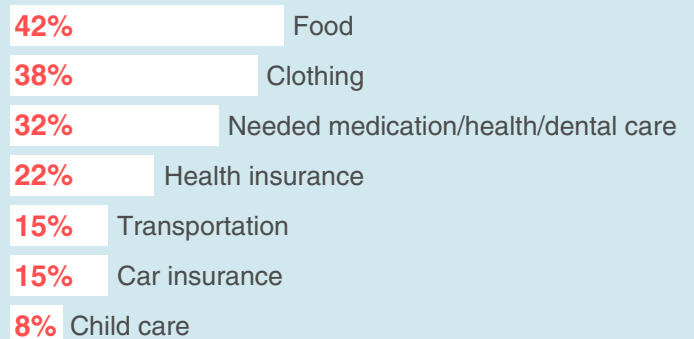 42% Food
38% Clothing
32% Needed medication/health/dental care
22% Health insurance
15% Transportation
15% Car insurance
8% Child care